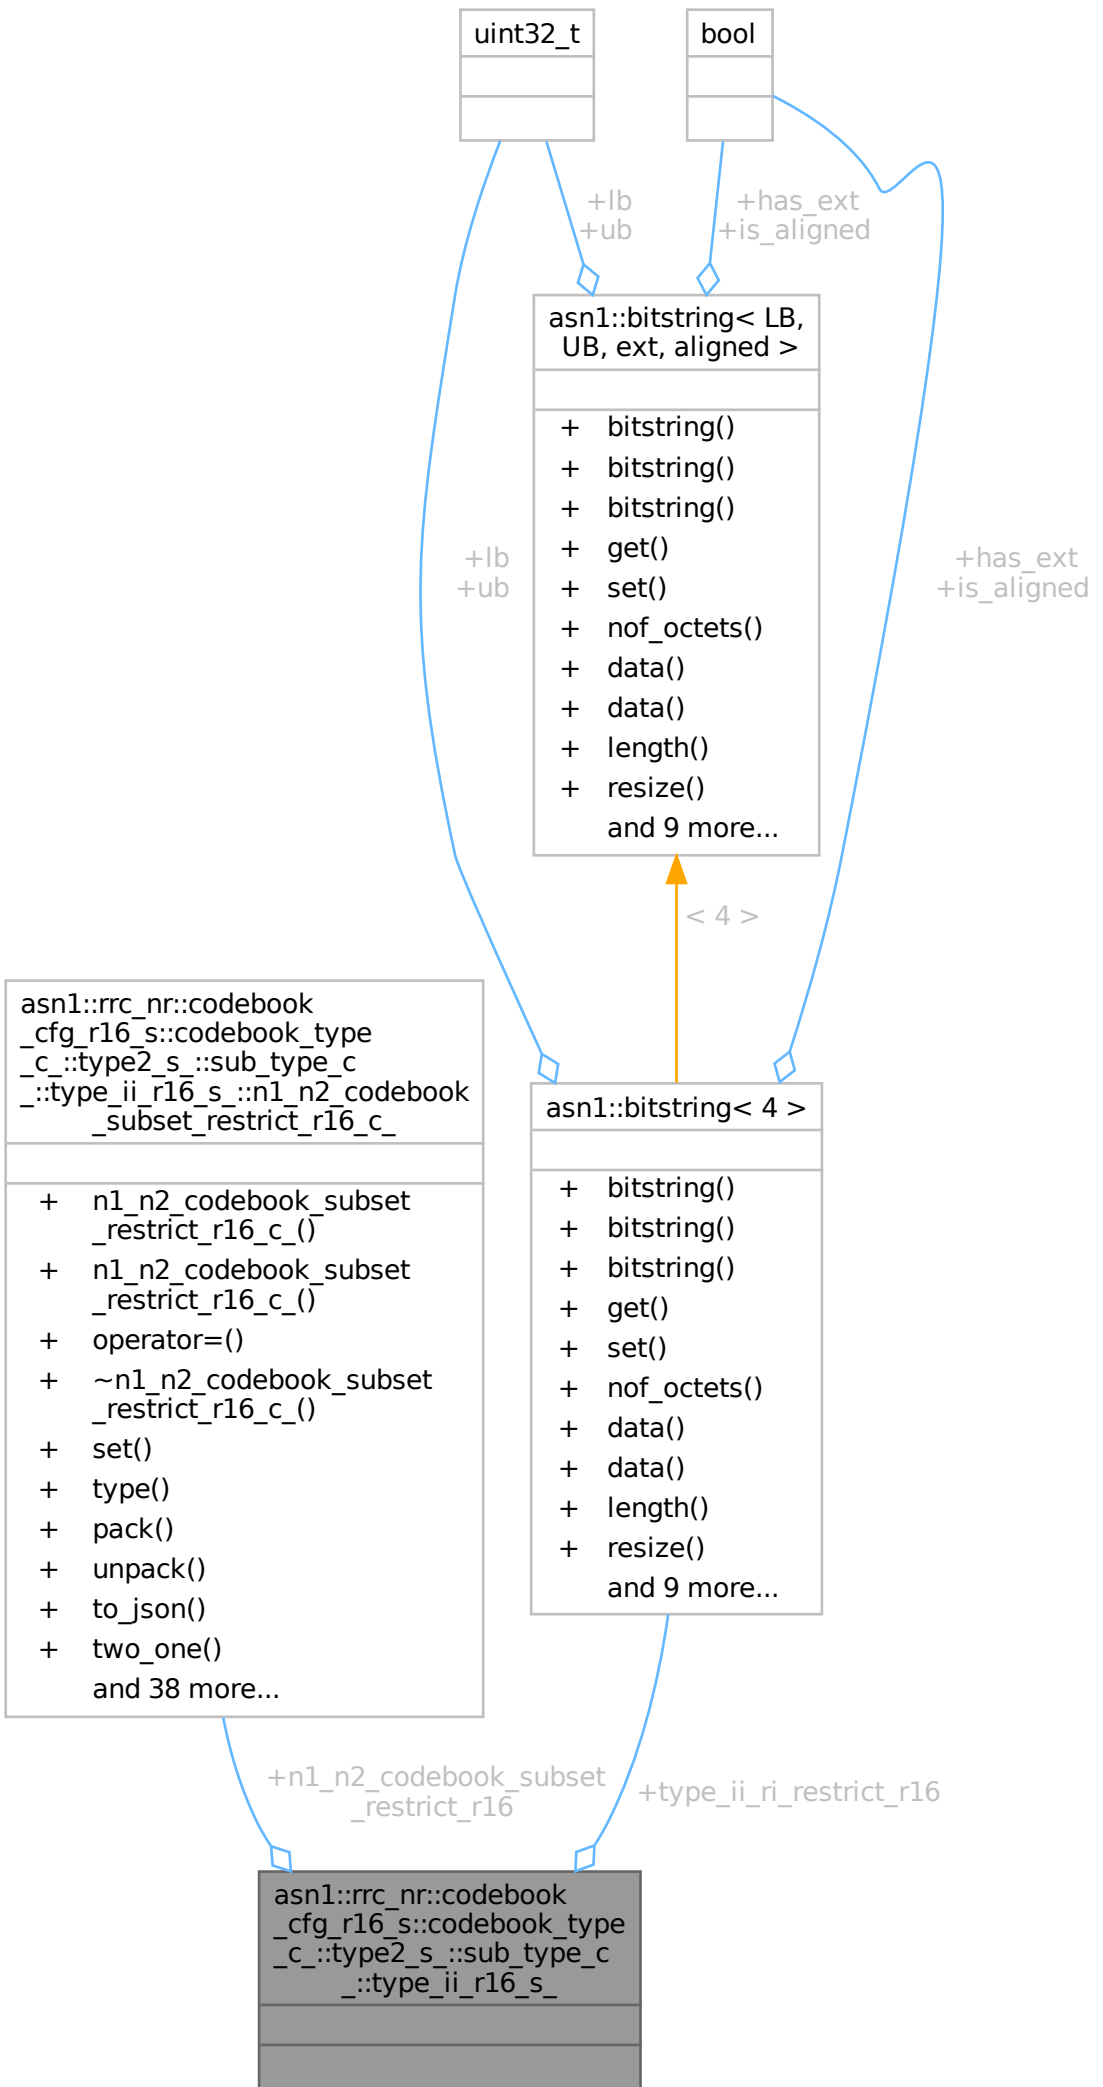 uint32_t
bool
+lb
+ub
+has_ext
+is_aligned
asn1::bitstring< LB,
UB, ext, aligned >
+ bitstring()
+ bitstring()
+ bitstring()
+ get()
+ set()
+ nof_octets()
+ data()
+ data()
+ length()
+ resize()
and 9 more...
+lb
+ub
+has_ext
+is_aligned
< 4 >
asn1::rrc_nr::codebook
_cfg_r16_s::codebook_type
_c_::type2_s_::sub_type_c
_::type_ii_r16_s_::n1_n2_codebook
_subset_restrict_r16_c_
+ n1_n2_codebook_subset
_restrict_r16_c_()
+ n1_n2_codebook_subset
_restrict_r16_c_()
+ operator=()
+ ~n1_n2_codebook_subset
_restrict_r16_c_()
+ set()
+ type()
+ pack()
+ unpack()
+ to_json()
+ two_one()
and 38 more...
asn1::bitstring< 4 >
+ bitstring()
+ bitstring()
+ bitstring()
+ get()
+ set()
+ nof_octets()
+ data()
+ data()
+ length()
+ resize()
and 9 more...
+n1_n2_codebook_subset
_restrict_r16
+type_ii_ri_restrict_r16
asn1::rrc_nr::codebook
_cfg_r16_s::codebook_type
_c_::type2_s_::sub_type_c
_::type_ii_r16_s_